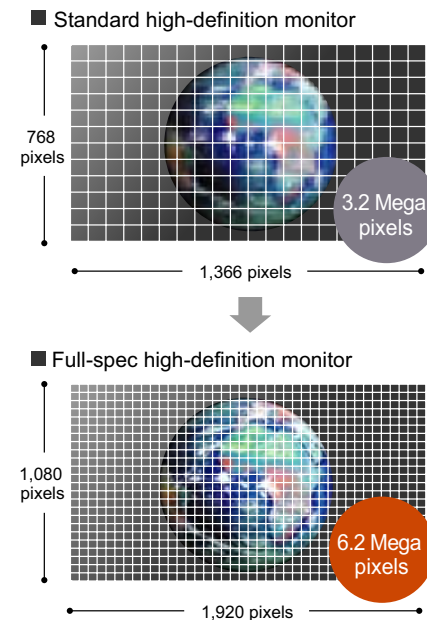 ■ Standard high-definition monitor
768
pixels
3.2 Mega
pixels
1,366 pixels
■ Full-spec high-definition monitor
1,080
pixels
6.2 Mega
pixels
1,920 pixels